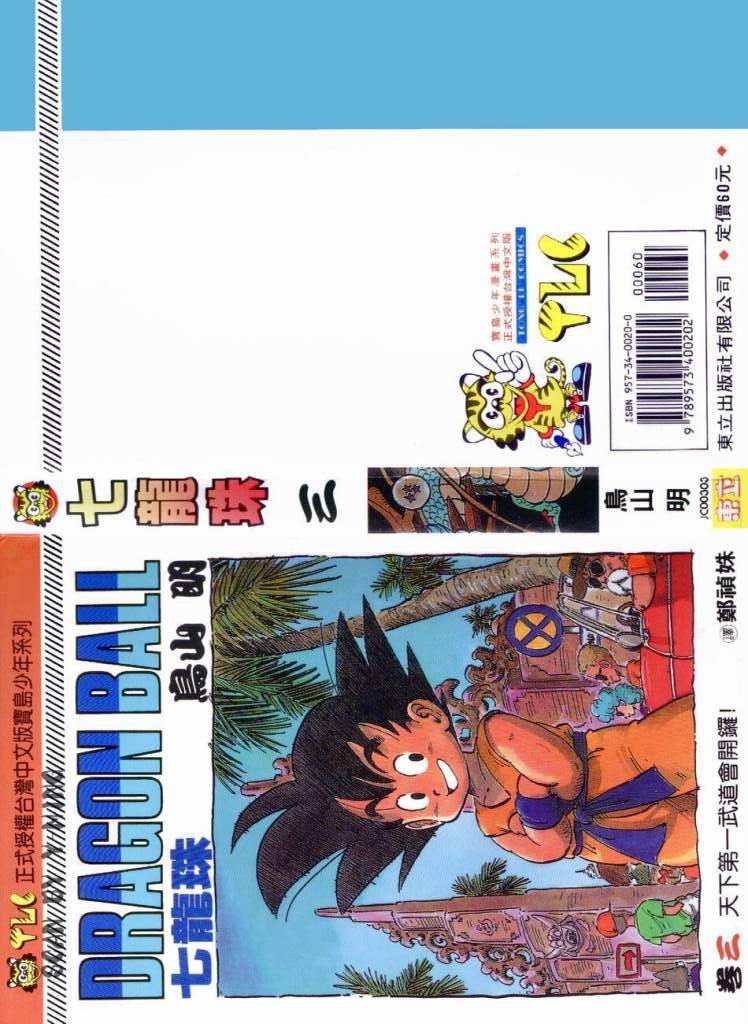 YLC 正式授權台灣中文版寶島少年系列
DRAGON BALL
七龍珠
鳥山 明
卷三 天下第一武道會開鑼!
譯 鄭禎姝
七龍珠 三
鳥山 明
JC00303
東立
寶島少年漫畫系列
正式授權台灣中文版
TONG LI COMICS
YLC
ISBN 957-34-0020-0
00060
9 789573 400202
東立出版社有限公司 ◆ 定價60元 ◆